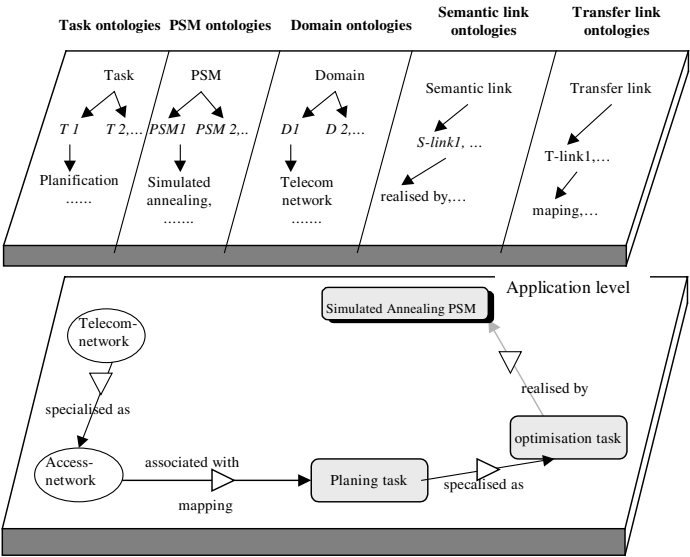 Task ontologies PSM ontologies Domain ontologies Semantic link ontologies Transfer link ontologies
Task
T 1 T 2,...
Planification
......
PSM
PSM1 PSM 2,..
Simulated
annealing,
.......
Domain
D1 D 2,...
Telecom
network
.......
Semantic link
S-link1, ...
realised by,...
Transfer link
T-link1,...
maping,...
Application level
Simulated Annealing PSM
Telecom-
network
specialised as
realised by
Access-
network
associated with
mapping
Planing task
specalised as
optimisation task